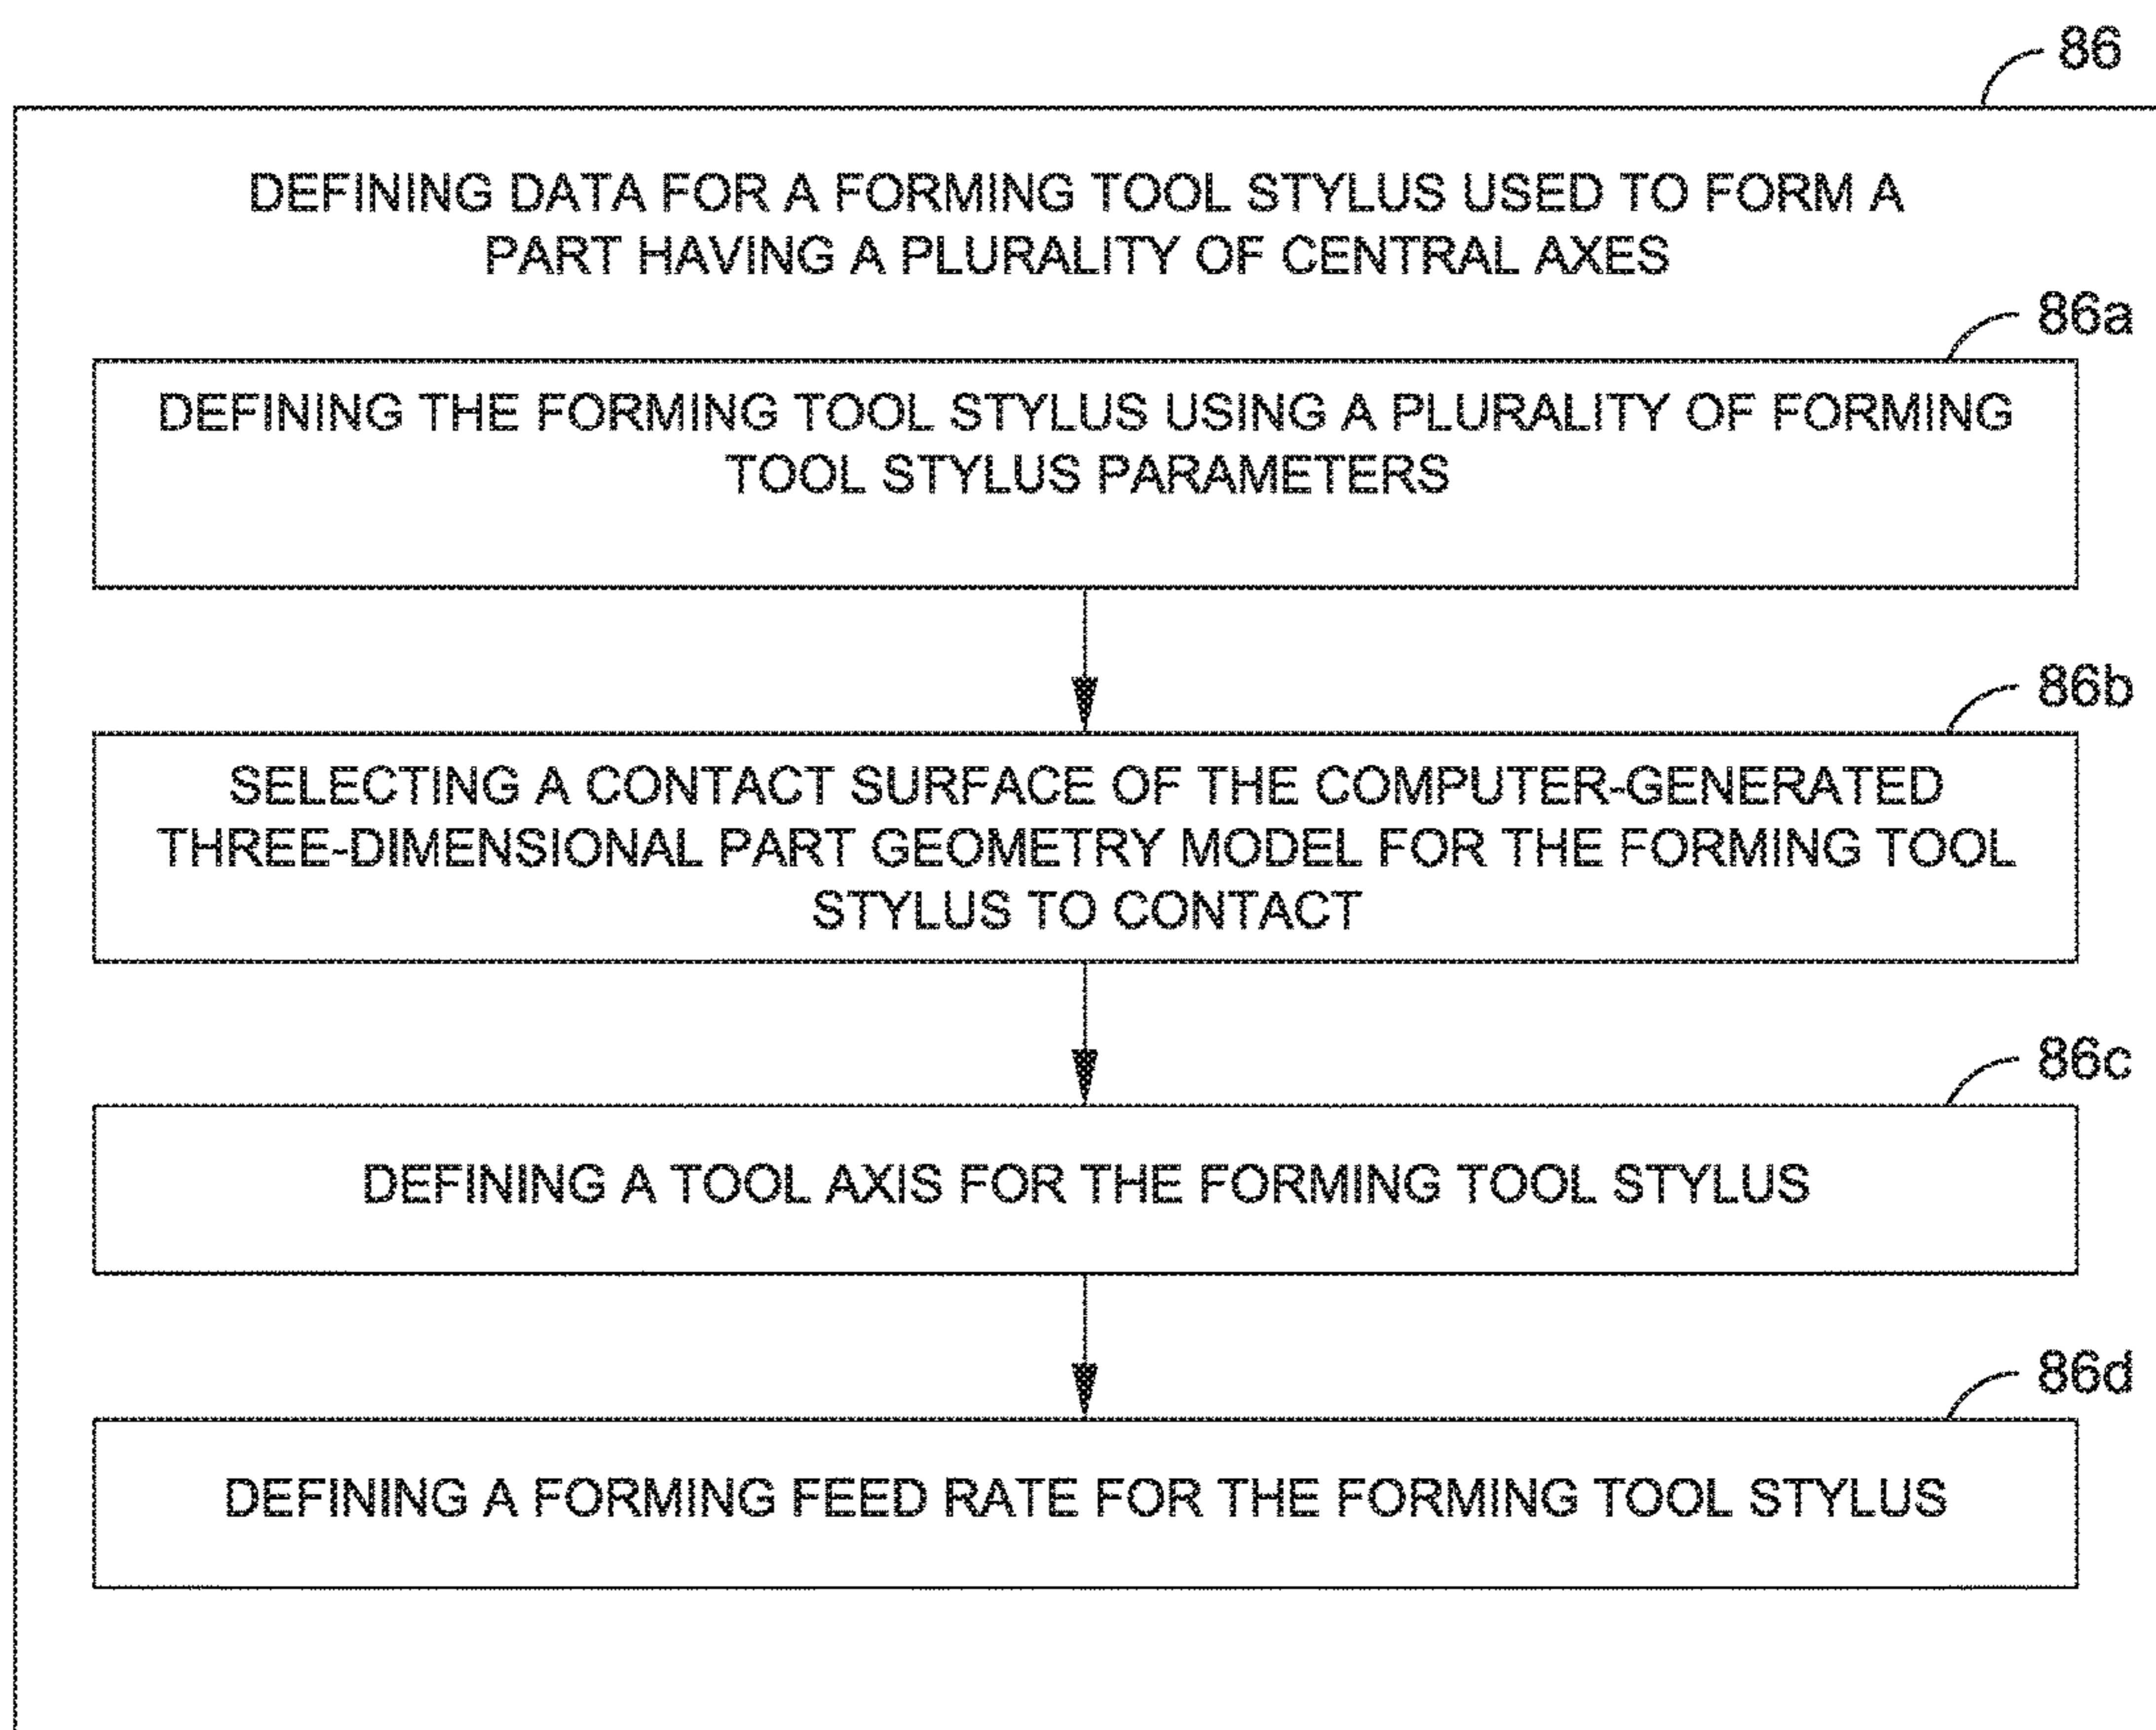 86
DEFINING DATA FOR A FORMING TOOL STYLUS USED TO FORM A
PART HAVING A PLURALITY OF CENTRAL AXES
86a
DEFINING THE FORMING TOOL STYLUS USING A PLURALITY OF FORMING
TOOL STYLUS PARAMETERS
86b
SELECTING A CONTACT SURFACE OF THE COMPUTER-GENERATED
THREE-DIMENSIONAL PART GEOMETRY MODEL FOR THE FORMING TOOL
STYLUS TO CONTACT
86c
DEFINING A TOOL AXIS FOR THE FORMING TOOL STYLUS
86d
DEFINING A FORMING FEED RATE FOR THE FORMING TOOL STYLUS